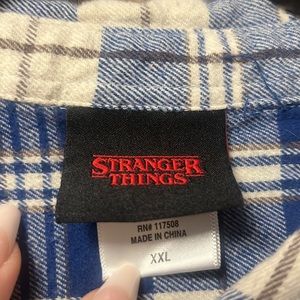 STRANGER
THINGS
RN# 117508
MADE IN CHINA
XXL